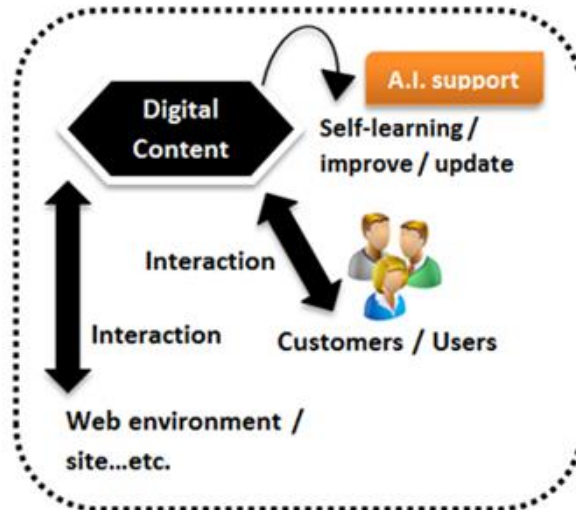 Digital
Content
A.I. support
Self-learning /
improve / update
Interaction
Customers / Users
Interaction
Web environment /
site...etc.